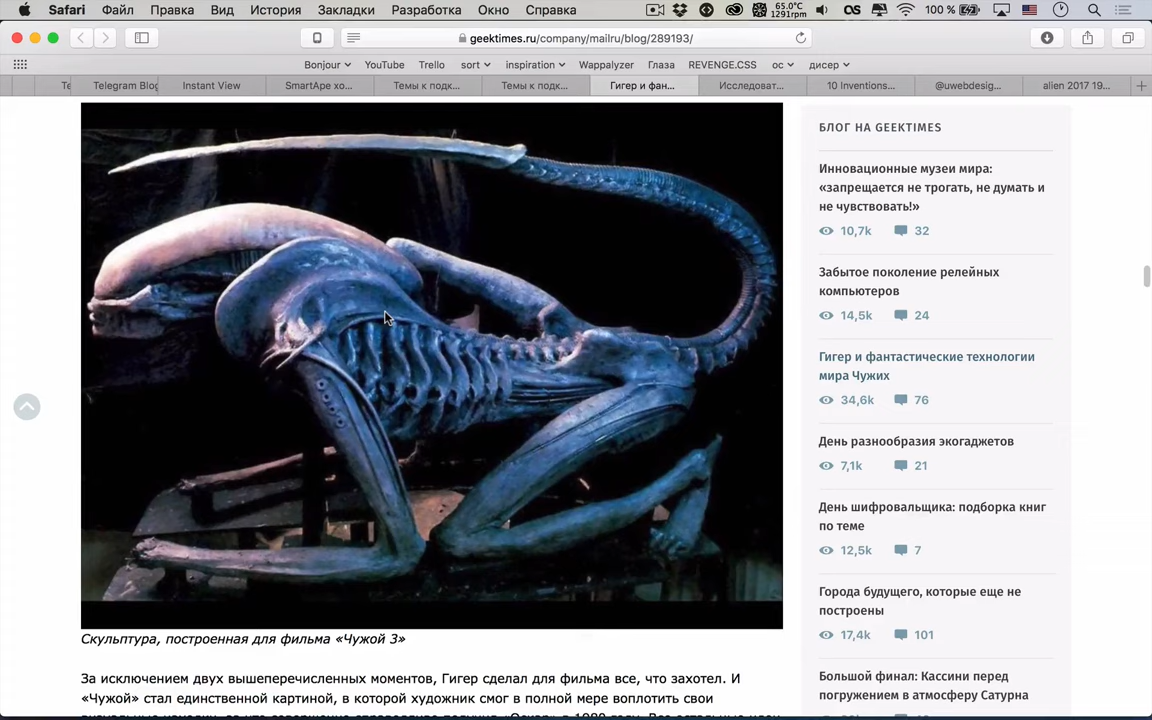 Safari Файл Правка Вид История Закладки Разработка Окно Справка 65.0°C 1291rpm 100 %
geektimes.ru/company/mailru/blog/289193/
Bonjour YouTube Trello sort inspiration Wappalyzer Глаза REVENGE.CSS ос дисер
Те Telegram Blog Instant View SmartApe хо... Темы к подк... Темы к подк... Гигер и фан... Исследоват... 10 Inventions... @uwebdesig... alien 2017 19...
БЛОГ НА GEEKTIMES
Инновационные музеи мира:
«запрещается не трогать, не думать и
не чувствовать!»
10,7k 32
Забытое поколение релейных
компьютеров
14,5k 24
Гигер и фантастические технологии
мира Чужих
34,6k 76
День разнообразия экогаджетов
7,1k 21
День шифровальщика: подборка книг
по теме
12,5k 7
Города будущего, которые еще не
построены
17,4k 101
Большой финал: Кассини перед
погружением в атмосферу Сатурна
Скульптура, построенная для фильма «Чужой 3»
За исключением двух вышеперечисленных моментов, Гигер сделал для фильма все, что захотел. И
«Чужой» стал единственной картиной, в которой художник смог в полной мере воплотить свои